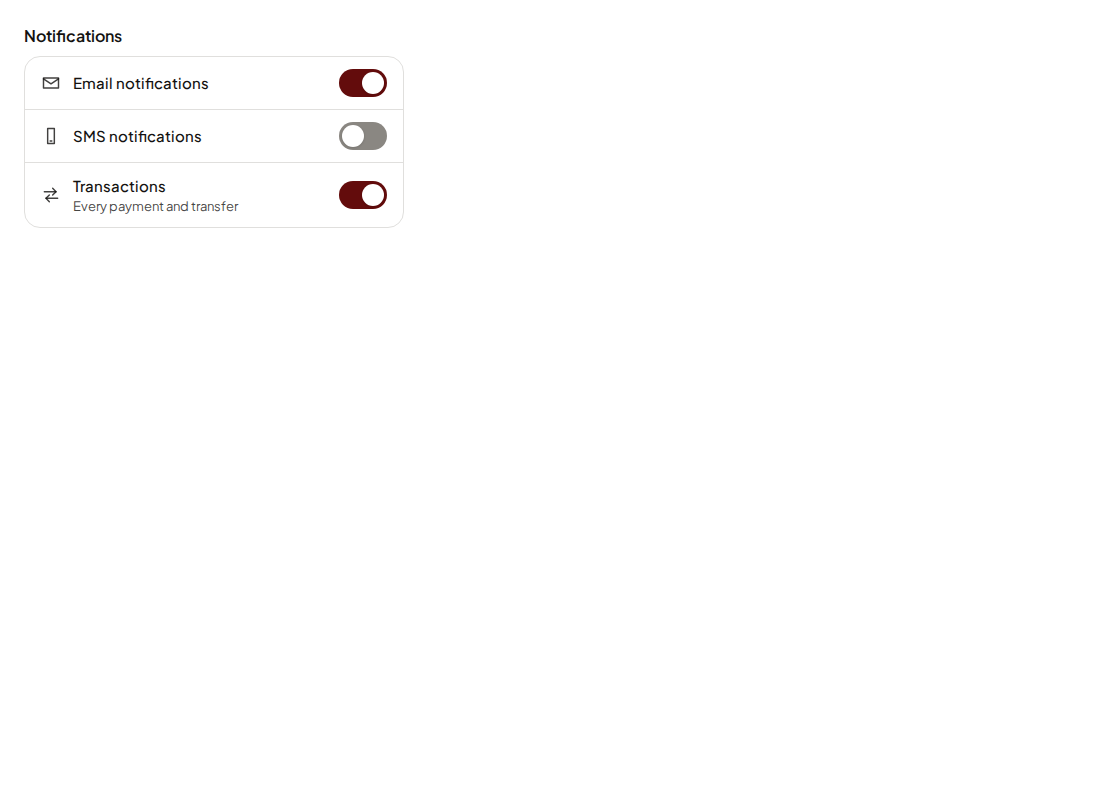 Notifications
Email notifications
SMS notifications
Transactions
Every payment and transfer